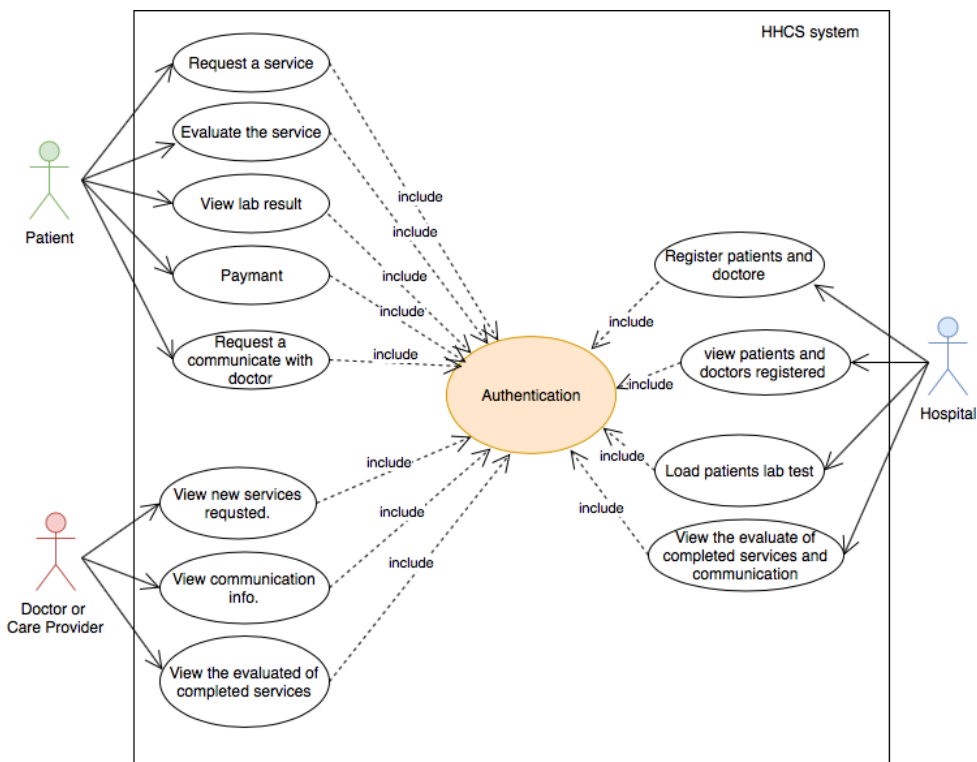 HHCS system
Request a service
Evaluate the service
View lab result
Paymant
Request a
communicate with
doctor
Patient
include
include
include
include
include
Authentication
Register patients and
doctore
view patients and
doctors registered
Load patients lab test
View the evaluate of
completed services and
communication
Hospital
include
include
include
include
View new services
requsted.
View communication
info.
View the evaluated of
completed services
Doctor or
Care Provider
include
include
include